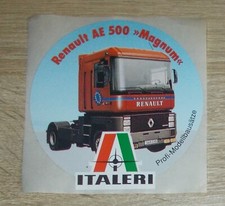 Renault AE 500 »Magnum«
RENAULT
Profi-Modellbausätze
ITALERI